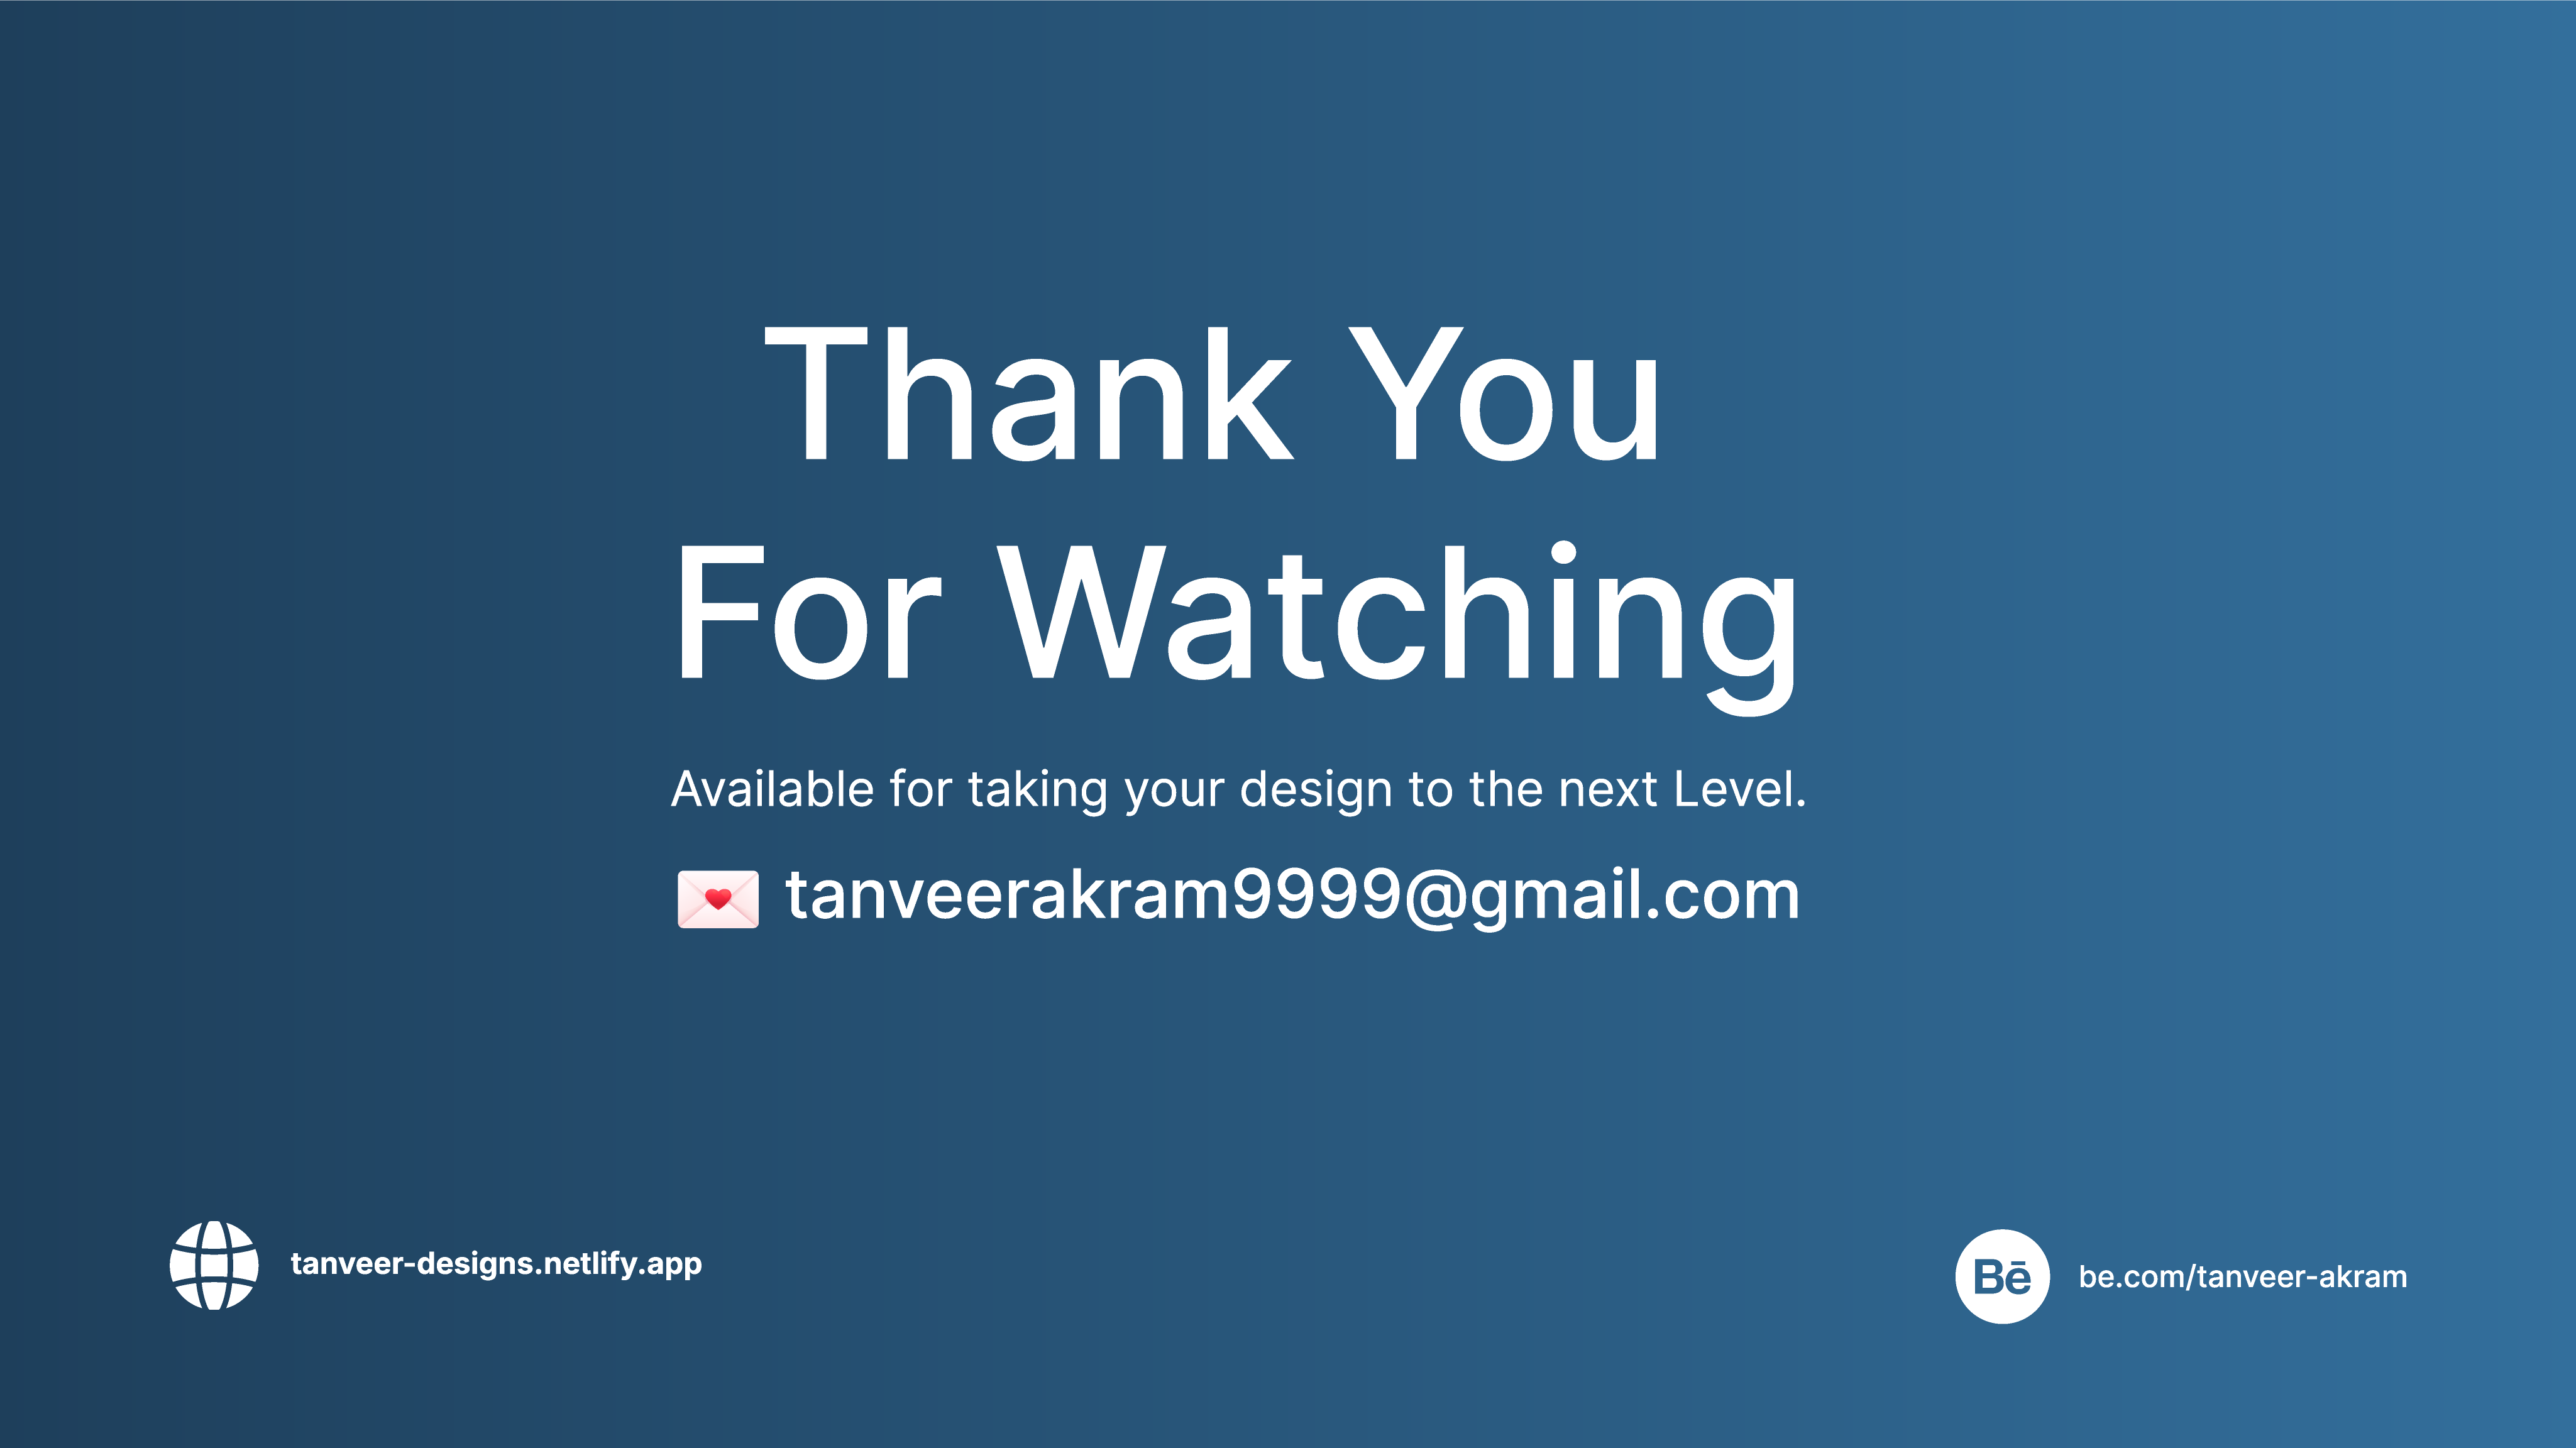 Thank You
For Watching
Available for taking your design to the next Level.
tanveerakram9999@gmail.com
tanveer-designs.netlify.app
Bē
be.com/tanveer-akram